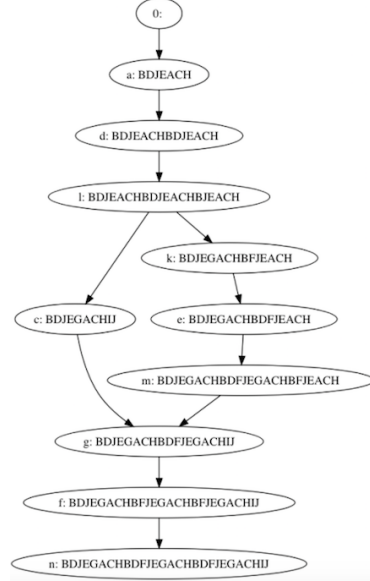 0:
a: BDJEACH
d: BDJEACHBDJEACH
l: BDJEACHBDJEACHBJEACH
k: BDJEGACHBFJEACH
c: BDJEGACHIJ
e: BDJEGACHBDFJEACH
m: BDJEGACHBDFJEGACHBFJEACH
g: BDJEGACHBDFJEGACHIJ
f: BDJEGACHBFJEGACHBFJEGACHIJ
n: BDJEGACHBDFJEGACHBDFJEGACHIJ